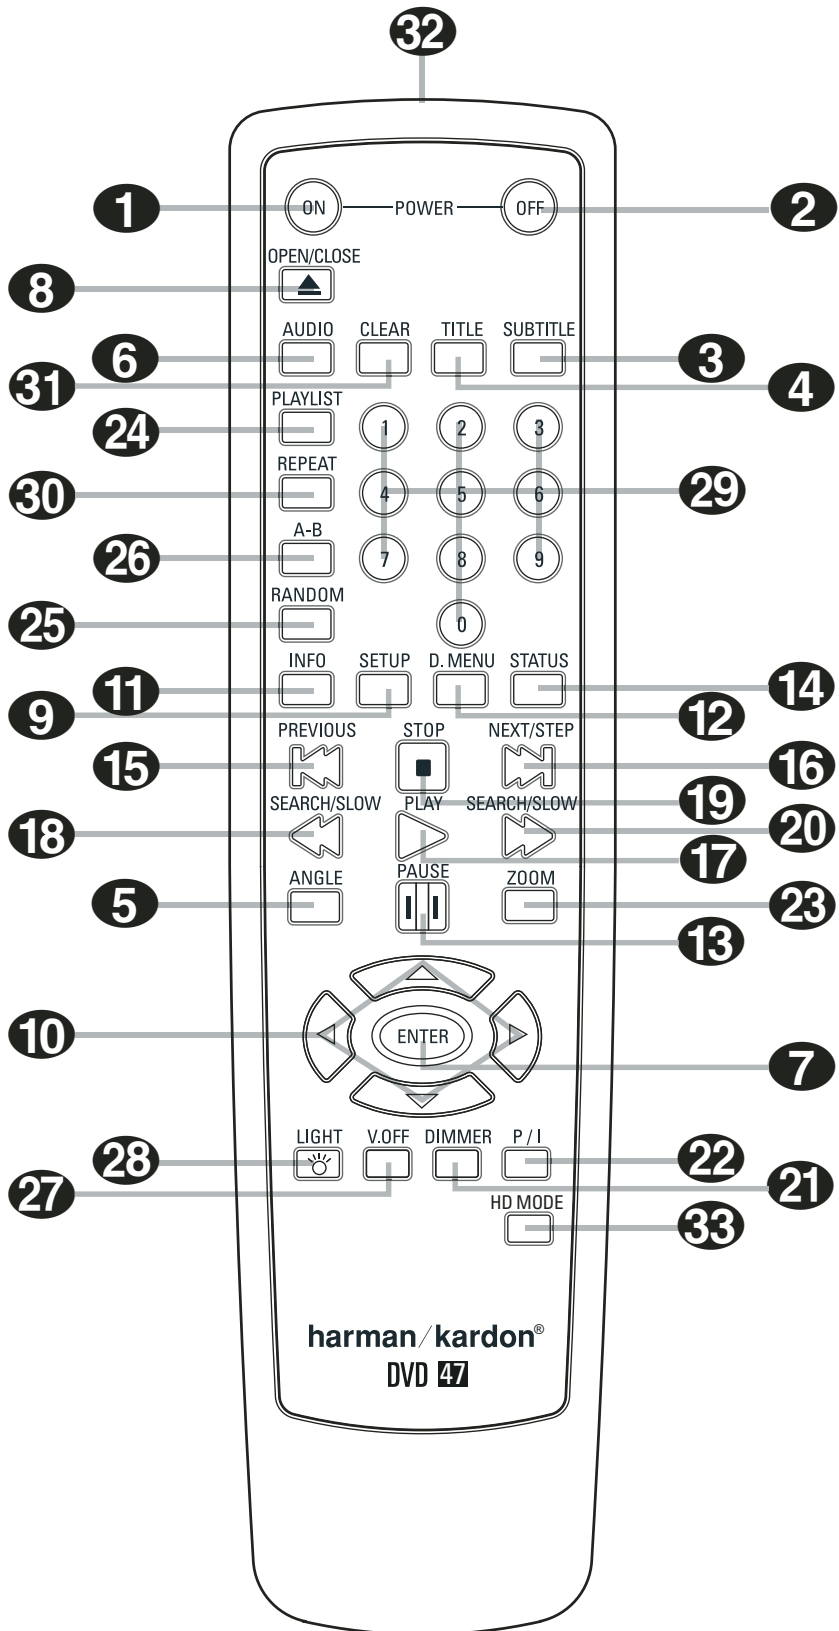 32
1 ON POWER OFF 2
OPEN/CLOSE
8
AUDIO CLEAR TITLE SUBTITLE
6 3
31 4
PLAYLIST
24 1 2 3
REPEAT
30 4 5 6 29
A-B
26 7 8 9
RANDOM
25 0
INFO SETUP D. MENU STATUS
11 14
9 12
PREVIOUS STOP NEXT/STEP
15 16
19
SEARCH/SLOW PLAY SEARCH/SLOW
18 20
17
ANGLE PAUSE ZOOM
5 23
13
10 ENTER
7
LIGHT V.OFF DIMMER P / I
28 22
27 21
HD MODE
33
harman/kardon®
DVD 47